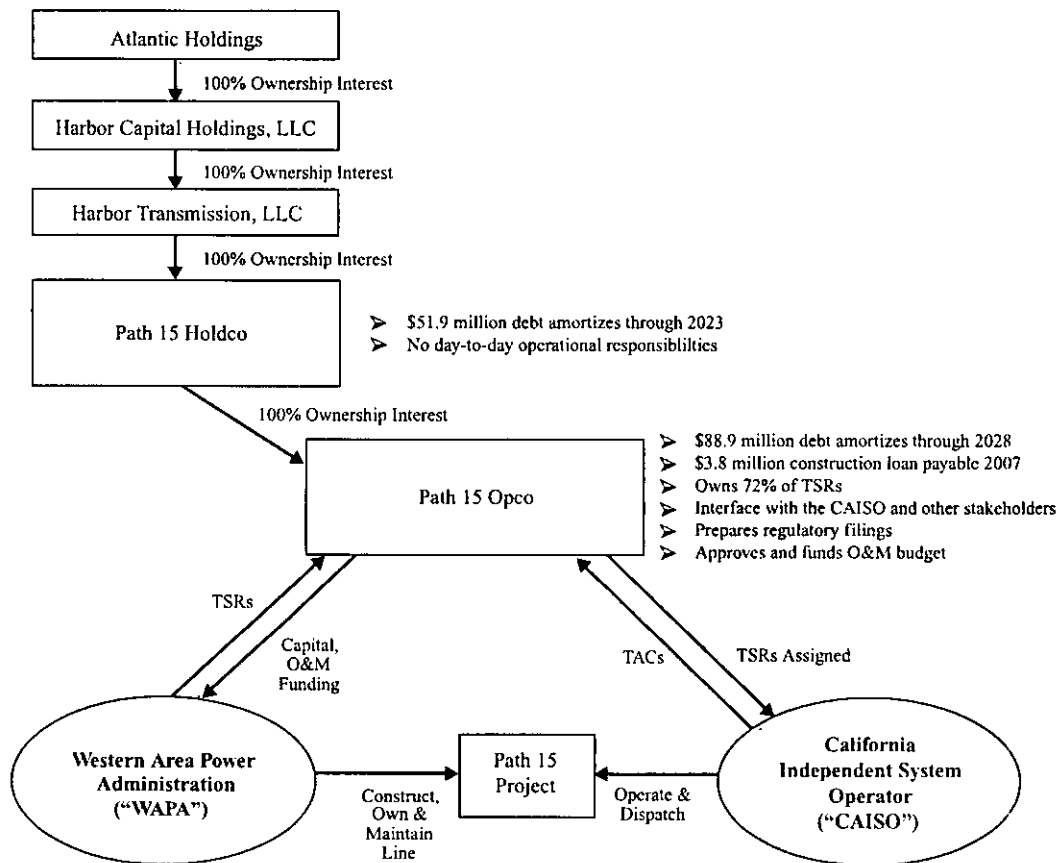 Atlantic Holdings
100% Ownership Interest
Harbor Capital Holdings, LLC
100% Ownership Interest
Harbor Transmission, LLC
100% Ownership Interest
Path 15 Holdco
➢ $51.9 million debt amortizes through 2023
➢ No day-to-day operational responsiblilties
100% Ownership Interest
Path 15 Opco
➢ $88.9 million debt amortizes through 2028
➢ $3.8 million construction loan payable 2007
➢ Owns 72% of TSRs
➢ Interface with the CAISO and other stakeholders
➢ Prepares regulatory filings
➢ Approves and funds O&M budget
TSRs
Capital,
O&M
Funding
TACs
TSRs Assigned
Western Area Power
Administration
(“WAPA”)
Construct,
Own &
Maintain
Line
Path 15
Project
Operate &
Dispatch
California
Independent System
Operator
(“CAISO”)